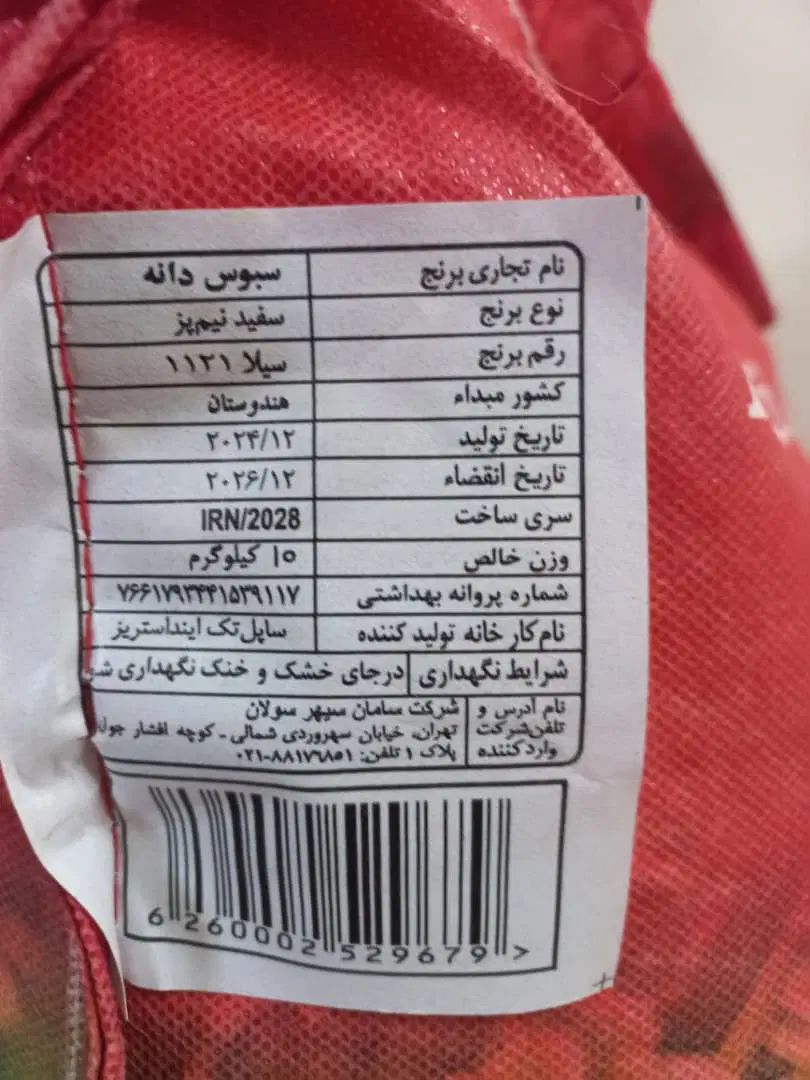 نام تجاری برنج سبوس دانه
نوع برنج سفید نیم‌پز
رقم برنج سیلا ۱۱۲۱
کشور مبداء هندوستان
تاریخ تولید ۲۰۲۴/۱۲
تاریخ انقضاء ۲۰۲۶/۱۲
سری ساخت IRN/2028
وزن خالص ۱۰ کیلوگرم
شماره پروانه بهداشتی ۷۶۶۱۷۹۳۴۴۱۵۳۹۱۱۷
نام کار خانه تولید کننده ساپل تک اینداستریز
شرایط نگهداری درجای خشک و خنک نگهداری
نام آدرس و شرکت سامان سپهر سولان
تلفن شرکت تهران، خیابان سهروردی شمالی - کوچه افشار
وارد کننده پلاک ۱ تلفن: ۸۸۱۷۶۸۵۱-۰۲۱
6 260002 529679 >